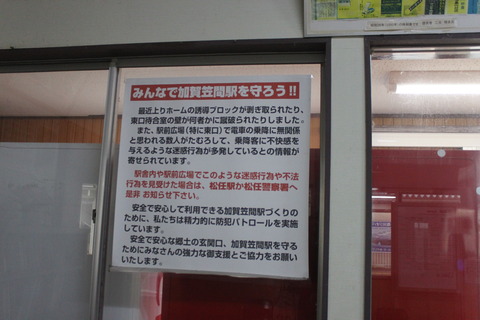 みんなで加賀笠間駅を守ろう!!
最近上りホームの誘導ブロックが剥ぎ取られたり、
東口待合室の壁が何者かに蹴破られたりしました。
また、駅前広場(特に東口)で電車の乗降に無関係
と思われる数人がたむろして、乗降客に不快感を
与えるような迷惑行為が多発しているとの情報が
寄せられています。
駅舎内や駅前広場でこのような迷惑行為や不法
行為を見受けた場合は、松任駅か松任警察署へ
是非 お知らせ下さい。
安全で安心して利用できる加賀笠間駅づくりの
ために、私たちは精力的に防犯パトロールを実施
しています。
安全で安心な郷土の玄関口、加賀笠間駅を守る
ためにみなさんの強力な御支援とご協力をお願い
いたします。